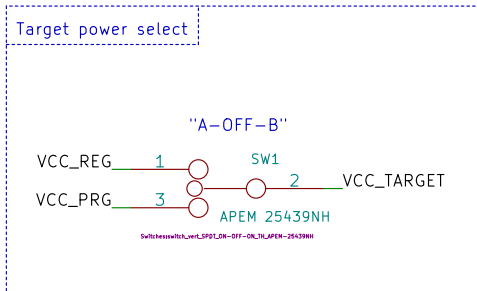 Target power select
"A-OFF-B"
VCC_REG 1 SW1
2 VCC_TARGET
VCC_PRG 3
APEM 25439NH
Switches:switch_vert_SPDT_ON-OFF-ON_TH_APEM-25439NH